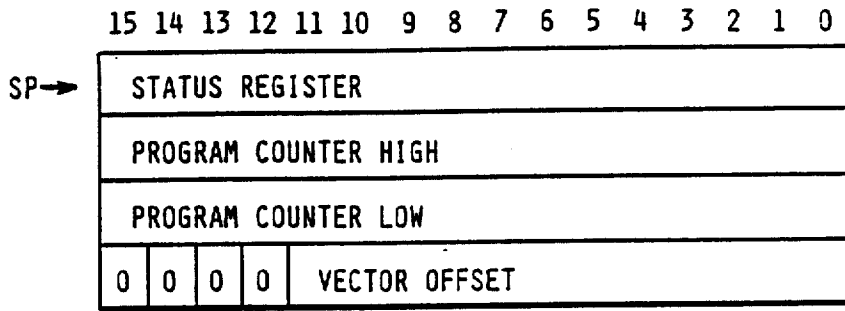 15 14 13 12 11 10 9 8 7 6 5 4 3 2 1 0
SP→ STATUS REGISTER
PROGRAM COUNTER HIGH
PROGRAM COUNTER LOW
0 0 0 0 VECTOR OFFSET